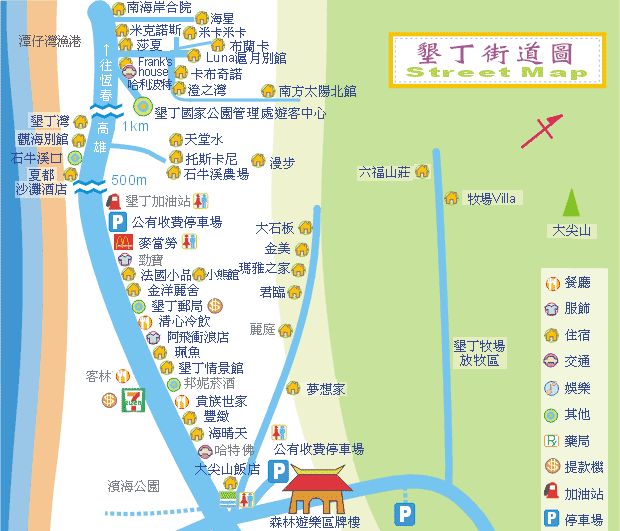 墾丁街道圖
Street Map
南海岸合院
海星
米克諾斯
米卡米卡
莎夏
布蘭卡
潭仔灣漁港
↑往恆春
Luna區月別館
Frank's
house
卡布奇諾
哈利波特
澄之灣
南方太陽北館
墾丁國家公園管理處遊客中心
1km
高雄
墾丁灣
觀海別館
天堂水
石牛溪口
托斯卡尼
漫步
夏都
沙灘酒店
石牛溪農場
500m
六福山莊
牧場Villa
大尖山
墾丁加油站
P
公有收費停車場
大石板
麥當勞
金美
勁寶
瑪雅之家
法國小品
小熊館
金洋麗舍
君臨
墾丁郵局
清心冷飲
麗庭
阿飛衝浪店
珮魚
墾丁牧場
放牧區
墾丁情景館
客林
邦妮菸酒
夢想家
貴族世家
豐緻
海晴天
哈特佛
公有收費停車場
大尖山飯店
P
濱海公園
森林遊樂區牌樓
P
餐廳
服飾
住宿
交通
娛樂
其他
藥局
提款機
加油站
P
停車場